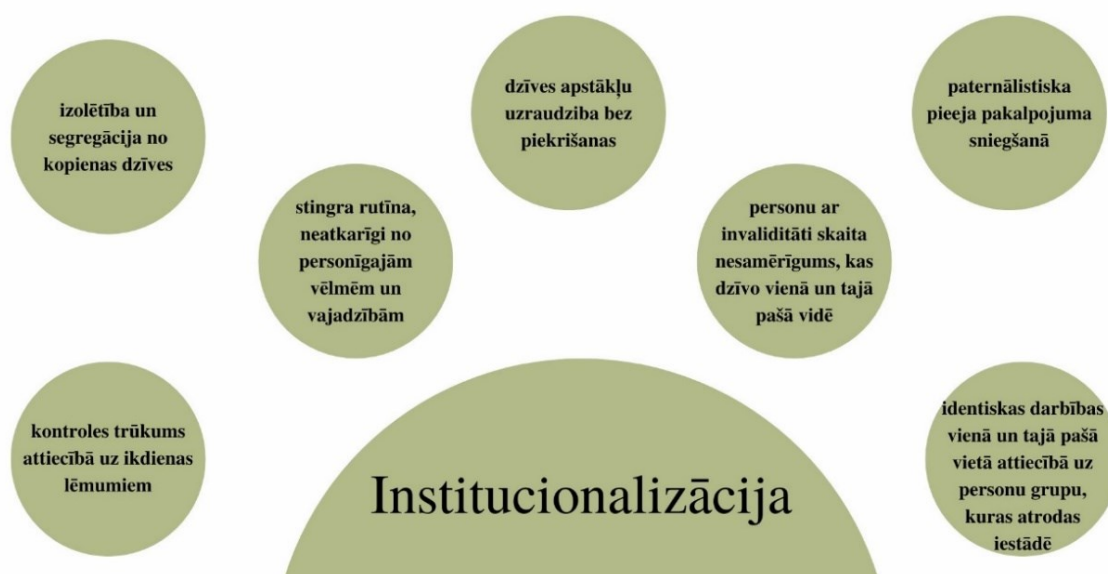 izolētība un
segregācija no
kopienas dzīves
dzīves apstākļu
uzraudziba bez
piekrišanas
paternālistiska
pieeja pakalpojuma
sniegšanā
stingra rutīna,
neatkarīgi no
personīgajām
vēlmēm un
vajadzībām
personu ar
invaliditāti skaita
nesamērīgums, kas
dzīvo vienā un tajā
pašā vidē
kontroles trūkums
attiecībā uz ikdienas
lēmumiem
Institucionalizācija
identiskas darbības
vienā un tajā pašā
vietā attiecībā uz
personu grupu,
kuras atrodas
iestādē